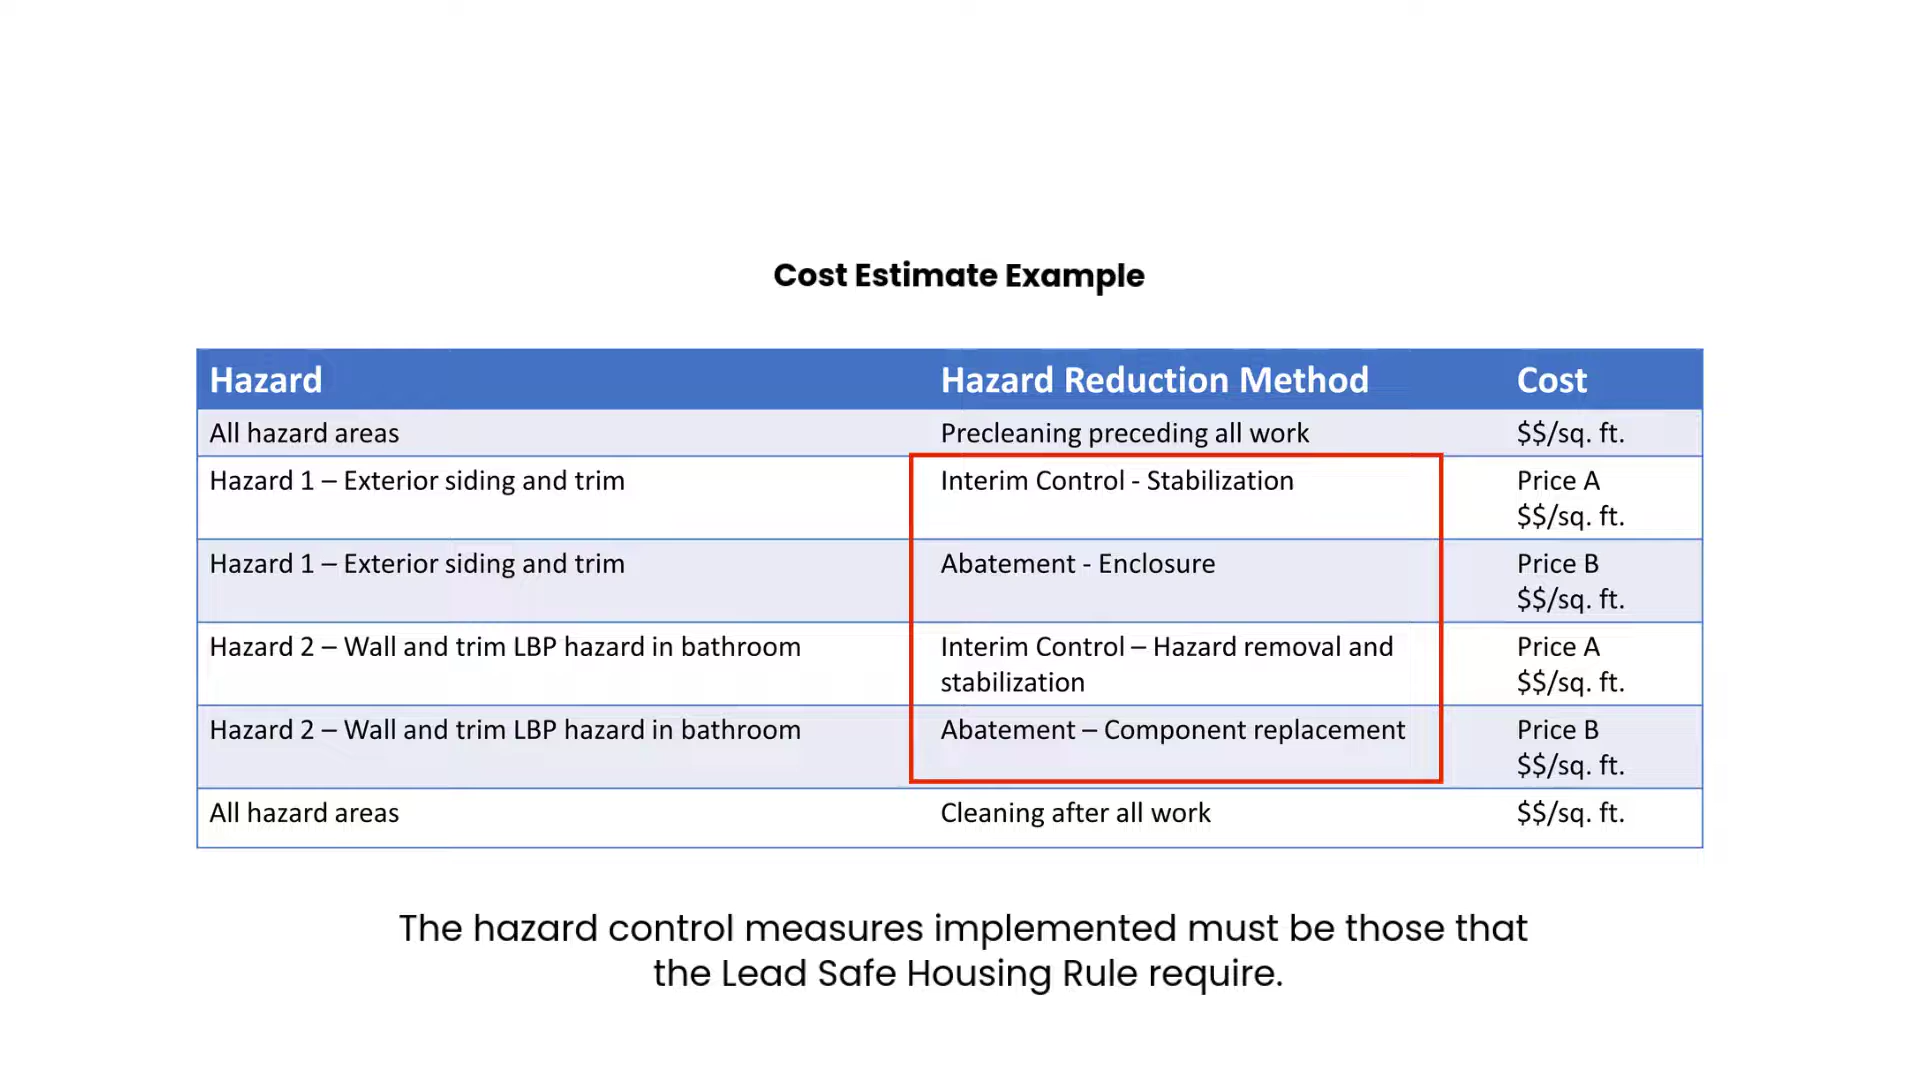 Cost Estimate Example
Hazard Hazard Reduction Method Cost
All hazard areas Precleaning preceding all work $$/sq. ft.
Hazard 1 – Exterior siding and trim Interim Control - Stabilization Price A
$$/sq. ft.
Hazard 1 – Exterior siding and trim Abatement - Enclosure Price B
$$/sq. ft.
Hazard 2 – Wall and trim LBP hazard in bathroom Interim Control – Hazard removal and Price A
stabilization $$/sq. ft.
Hazard 2 – Wall and trim LBP hazard in bathroom Abatement – Component replacement Price B
$$/sq. ft.
All hazard areas Cleaning after all work $$/sq. ft.
The hazard control measures implemented must be those that
the Lead Safe Housing Rule require.